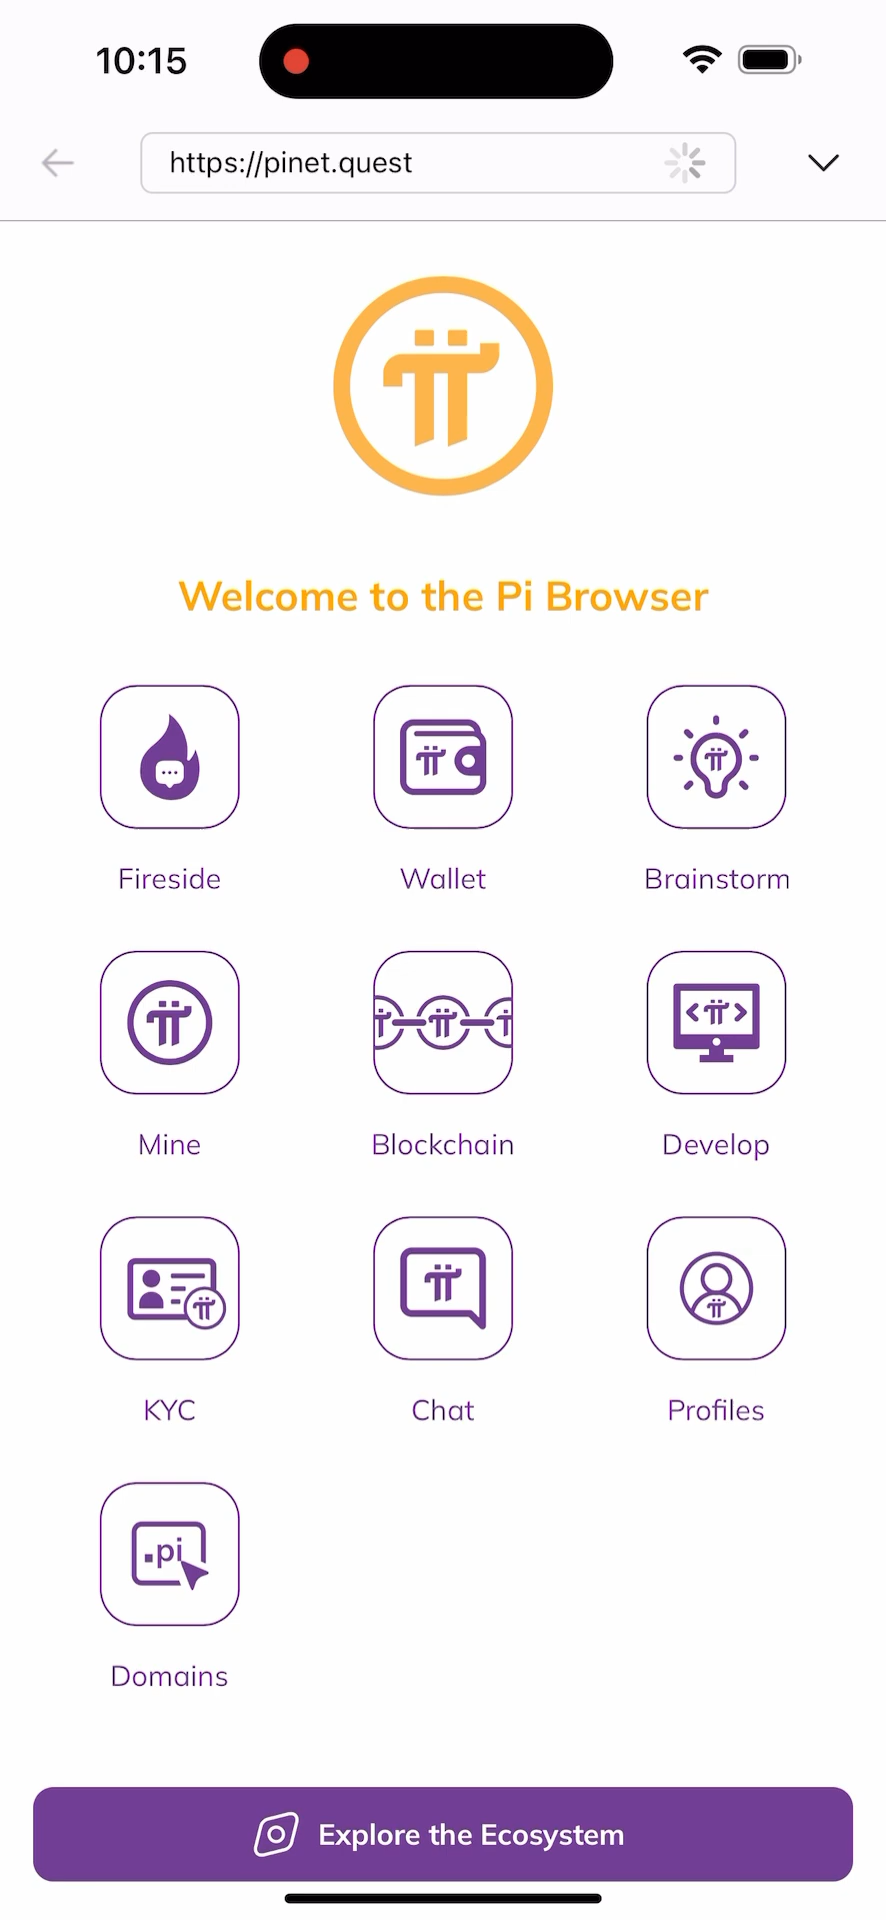 10:15
https://pinet.quest
Welcome to the Pi Browser
Fireside
Wallet
Brainstorm
Mine
Blockchain
Develop
.pi
KYC
Chat
Profiles
Domains
Explore the Ecosystem